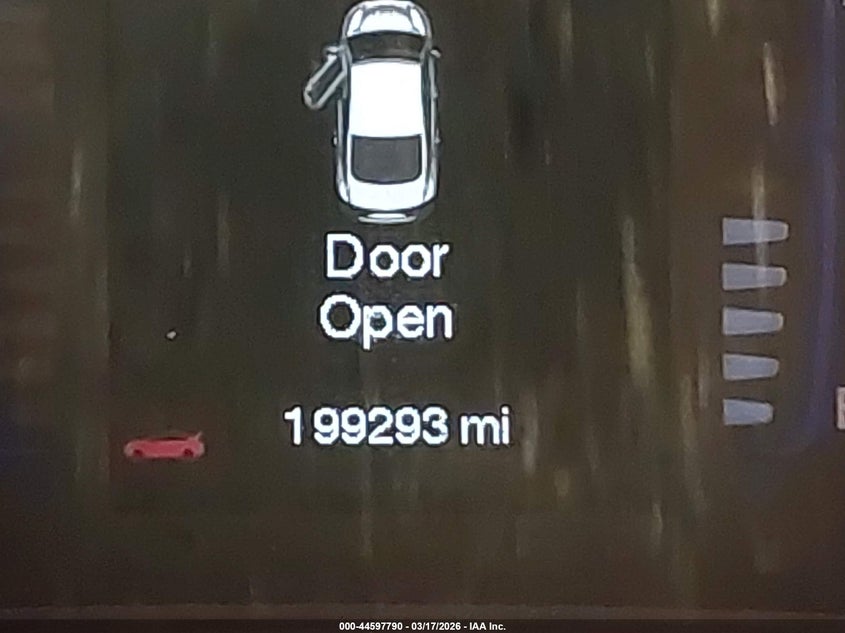 Door
Open
199293 mi
000-44597790 - 03/17/2026 - IAA Inc.